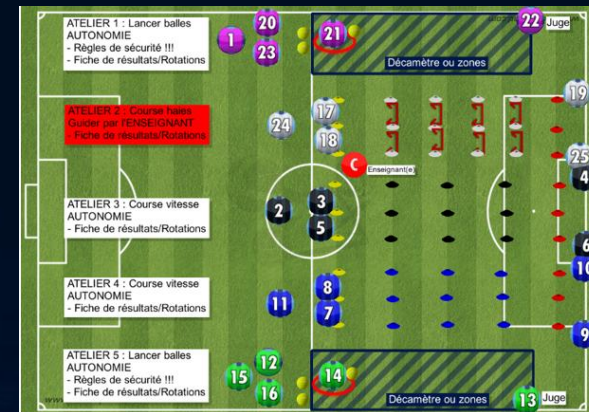 ATELIER 1 : Lancer balles
AUTONOMIE
- Règles de sécurité !!!
- Fiche de résultats/Rotations
1
20
23
21
22
Juge
Décamètre ou zones
ATELIER 2 : Course haies
Guider par l'ENSEIGNANT
- Fiche de résultats/Rotations
24
17
18
19
25
C
Enseignant(e)
ATELIER 3 : Course vitesse
AUTONOMIE
- Fiche de résultats/Rotations
2
3
5
4
6
ATELIER 4 : Course vitesse
AUTONOMIE
- Fiche de résultats/Rotations
11
8
7
10
9
ATELIER 5 : Lancer balles
AUTONOMIE
- Règles de sécurité !!!
- Fiche de résultats/Rotations
15
12
16
14
13
Juge
Décamètre ou zones